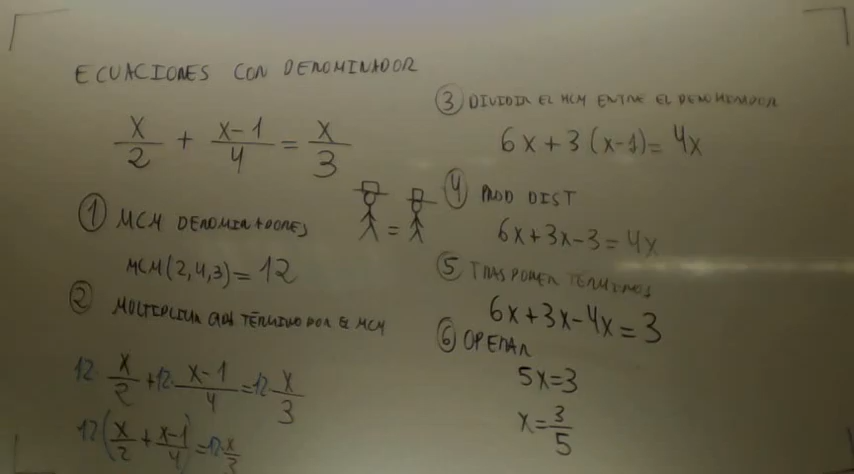 ECUACIONES CON DENOMINADOR
x/2 + x-1/4 = x/3
① MCM DENOMINADORES
MCM(2,4,3)=12
② MULTIPLICAR CADA TÉRMINO POR EL MCM
12· x/2 + 12· x-1/4 = 12· x/3
12(x/2 + x-1/4) = 12· x/3
=
③ DIVIDIR EL MCM ENTRE EL DENOMINADOR
6x+3(x-1)=4x
④ PROD DIST
6x+3x-3=4x
⑤ TRASPONER TÉRMINOS
6x+3x-4x=3
⑥ OPERAR
5x=3
x=3/5